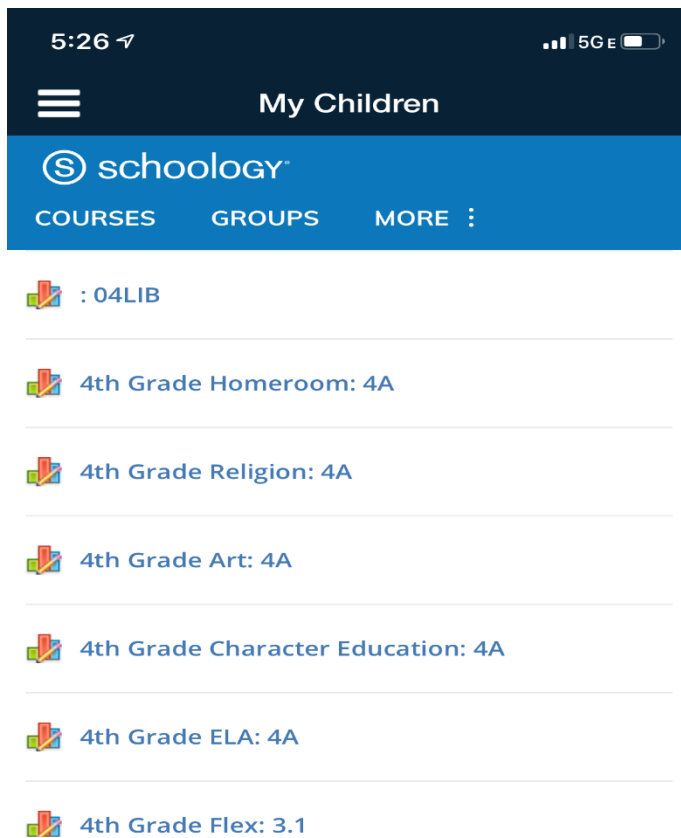 5:26
5G E
My Children
S schoology
COURSES GROUPS MORE
: 04LIB
4th Grade Homeroom: 4A
4th Grade Religion: 4A
4th Grade Art: 4A
4th Grade Character Education: 4A
4th Grade ELA: 4A
4th Grade Flex: 3.1